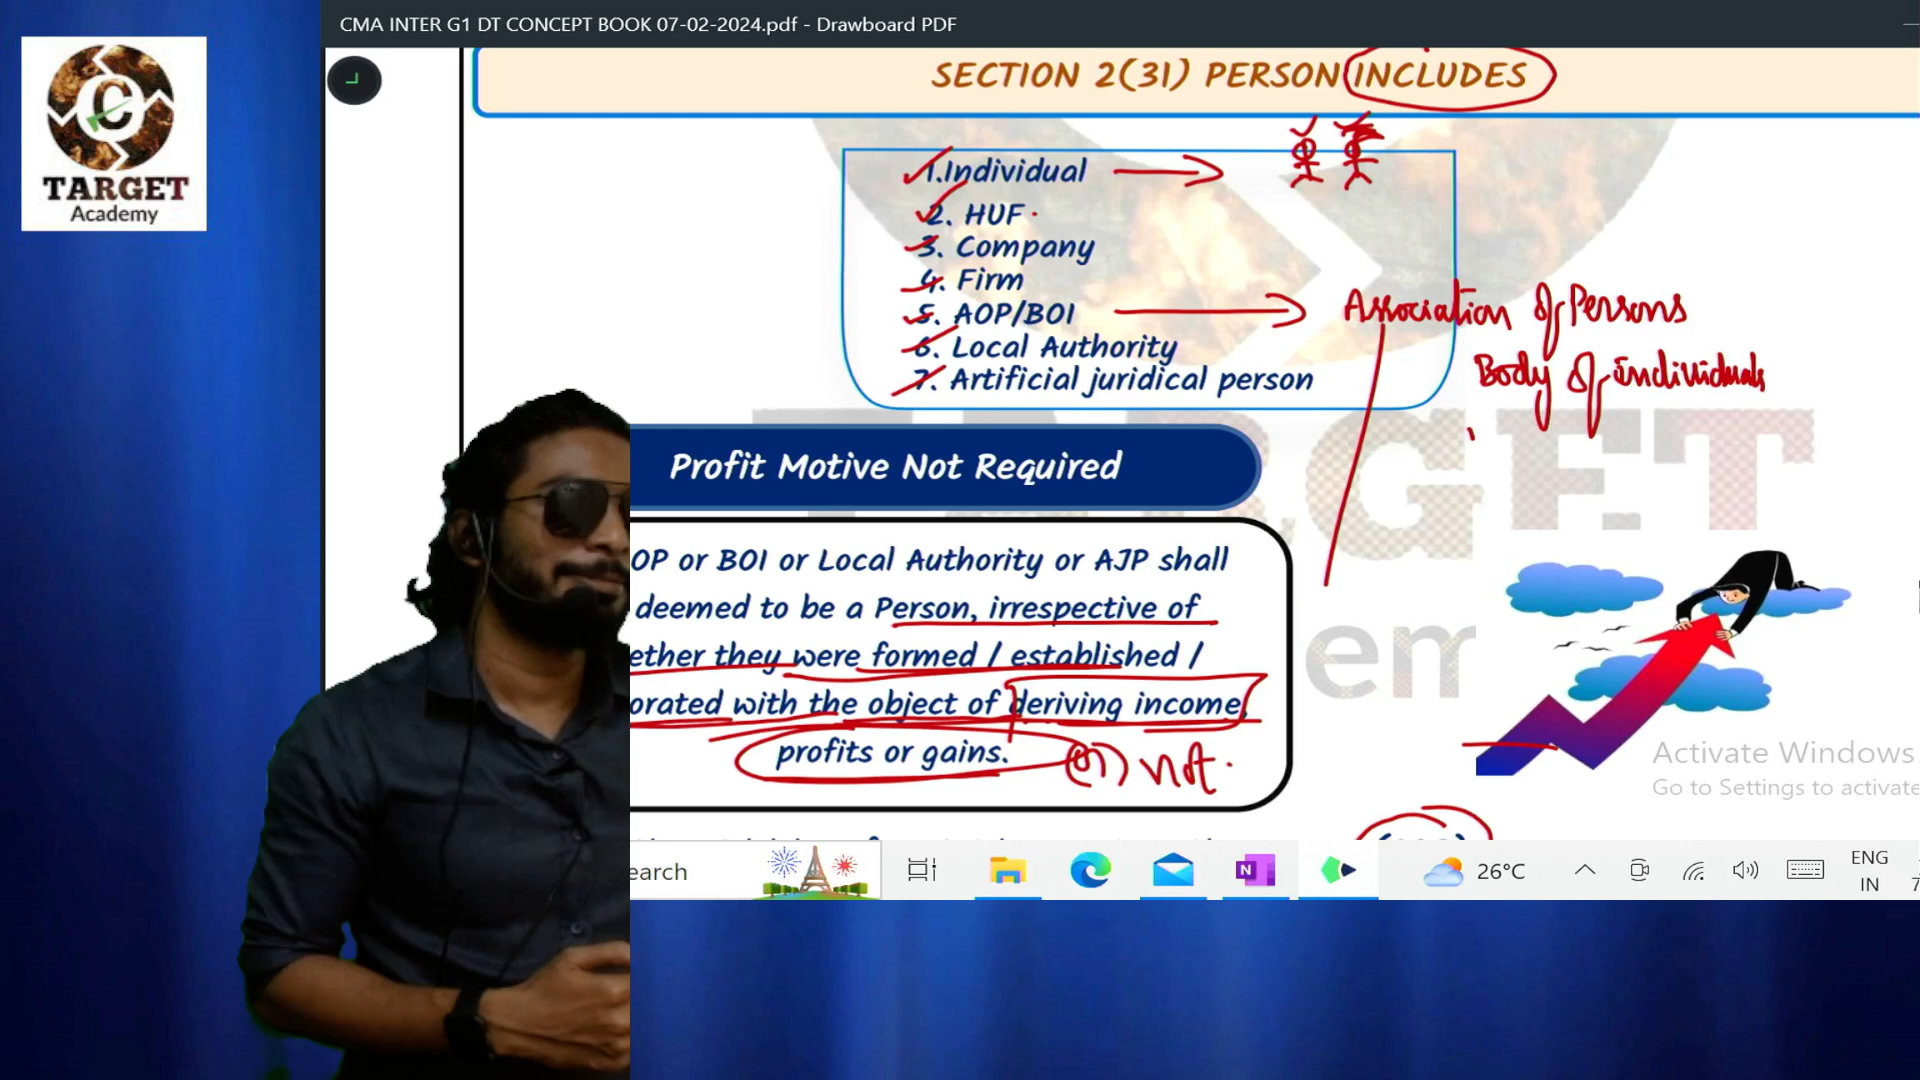 CMA INTER G1 DT CONCEPT BOOK 07-02-2024.pdf - Drawboard PDF
TARGET
Academy
SECTION 2(31) PERSON INCLUDES
1.Individual
2. HUF
3. Company
4. Firm
5. AOP/BOI
Association of Persons
6. Local Authority
Body of individuals
7. Artificial juridical person
Profit Motive Not Required
OP or BOI or Local Authority or AJP shall
deemed to be a Person, irrespective of
ether they were formed / established /
orated with the object of deriving income,
profits or gains.
(or) not.
Activate Windows
Go to Settings to activate
earch
26°C
ENG
IN